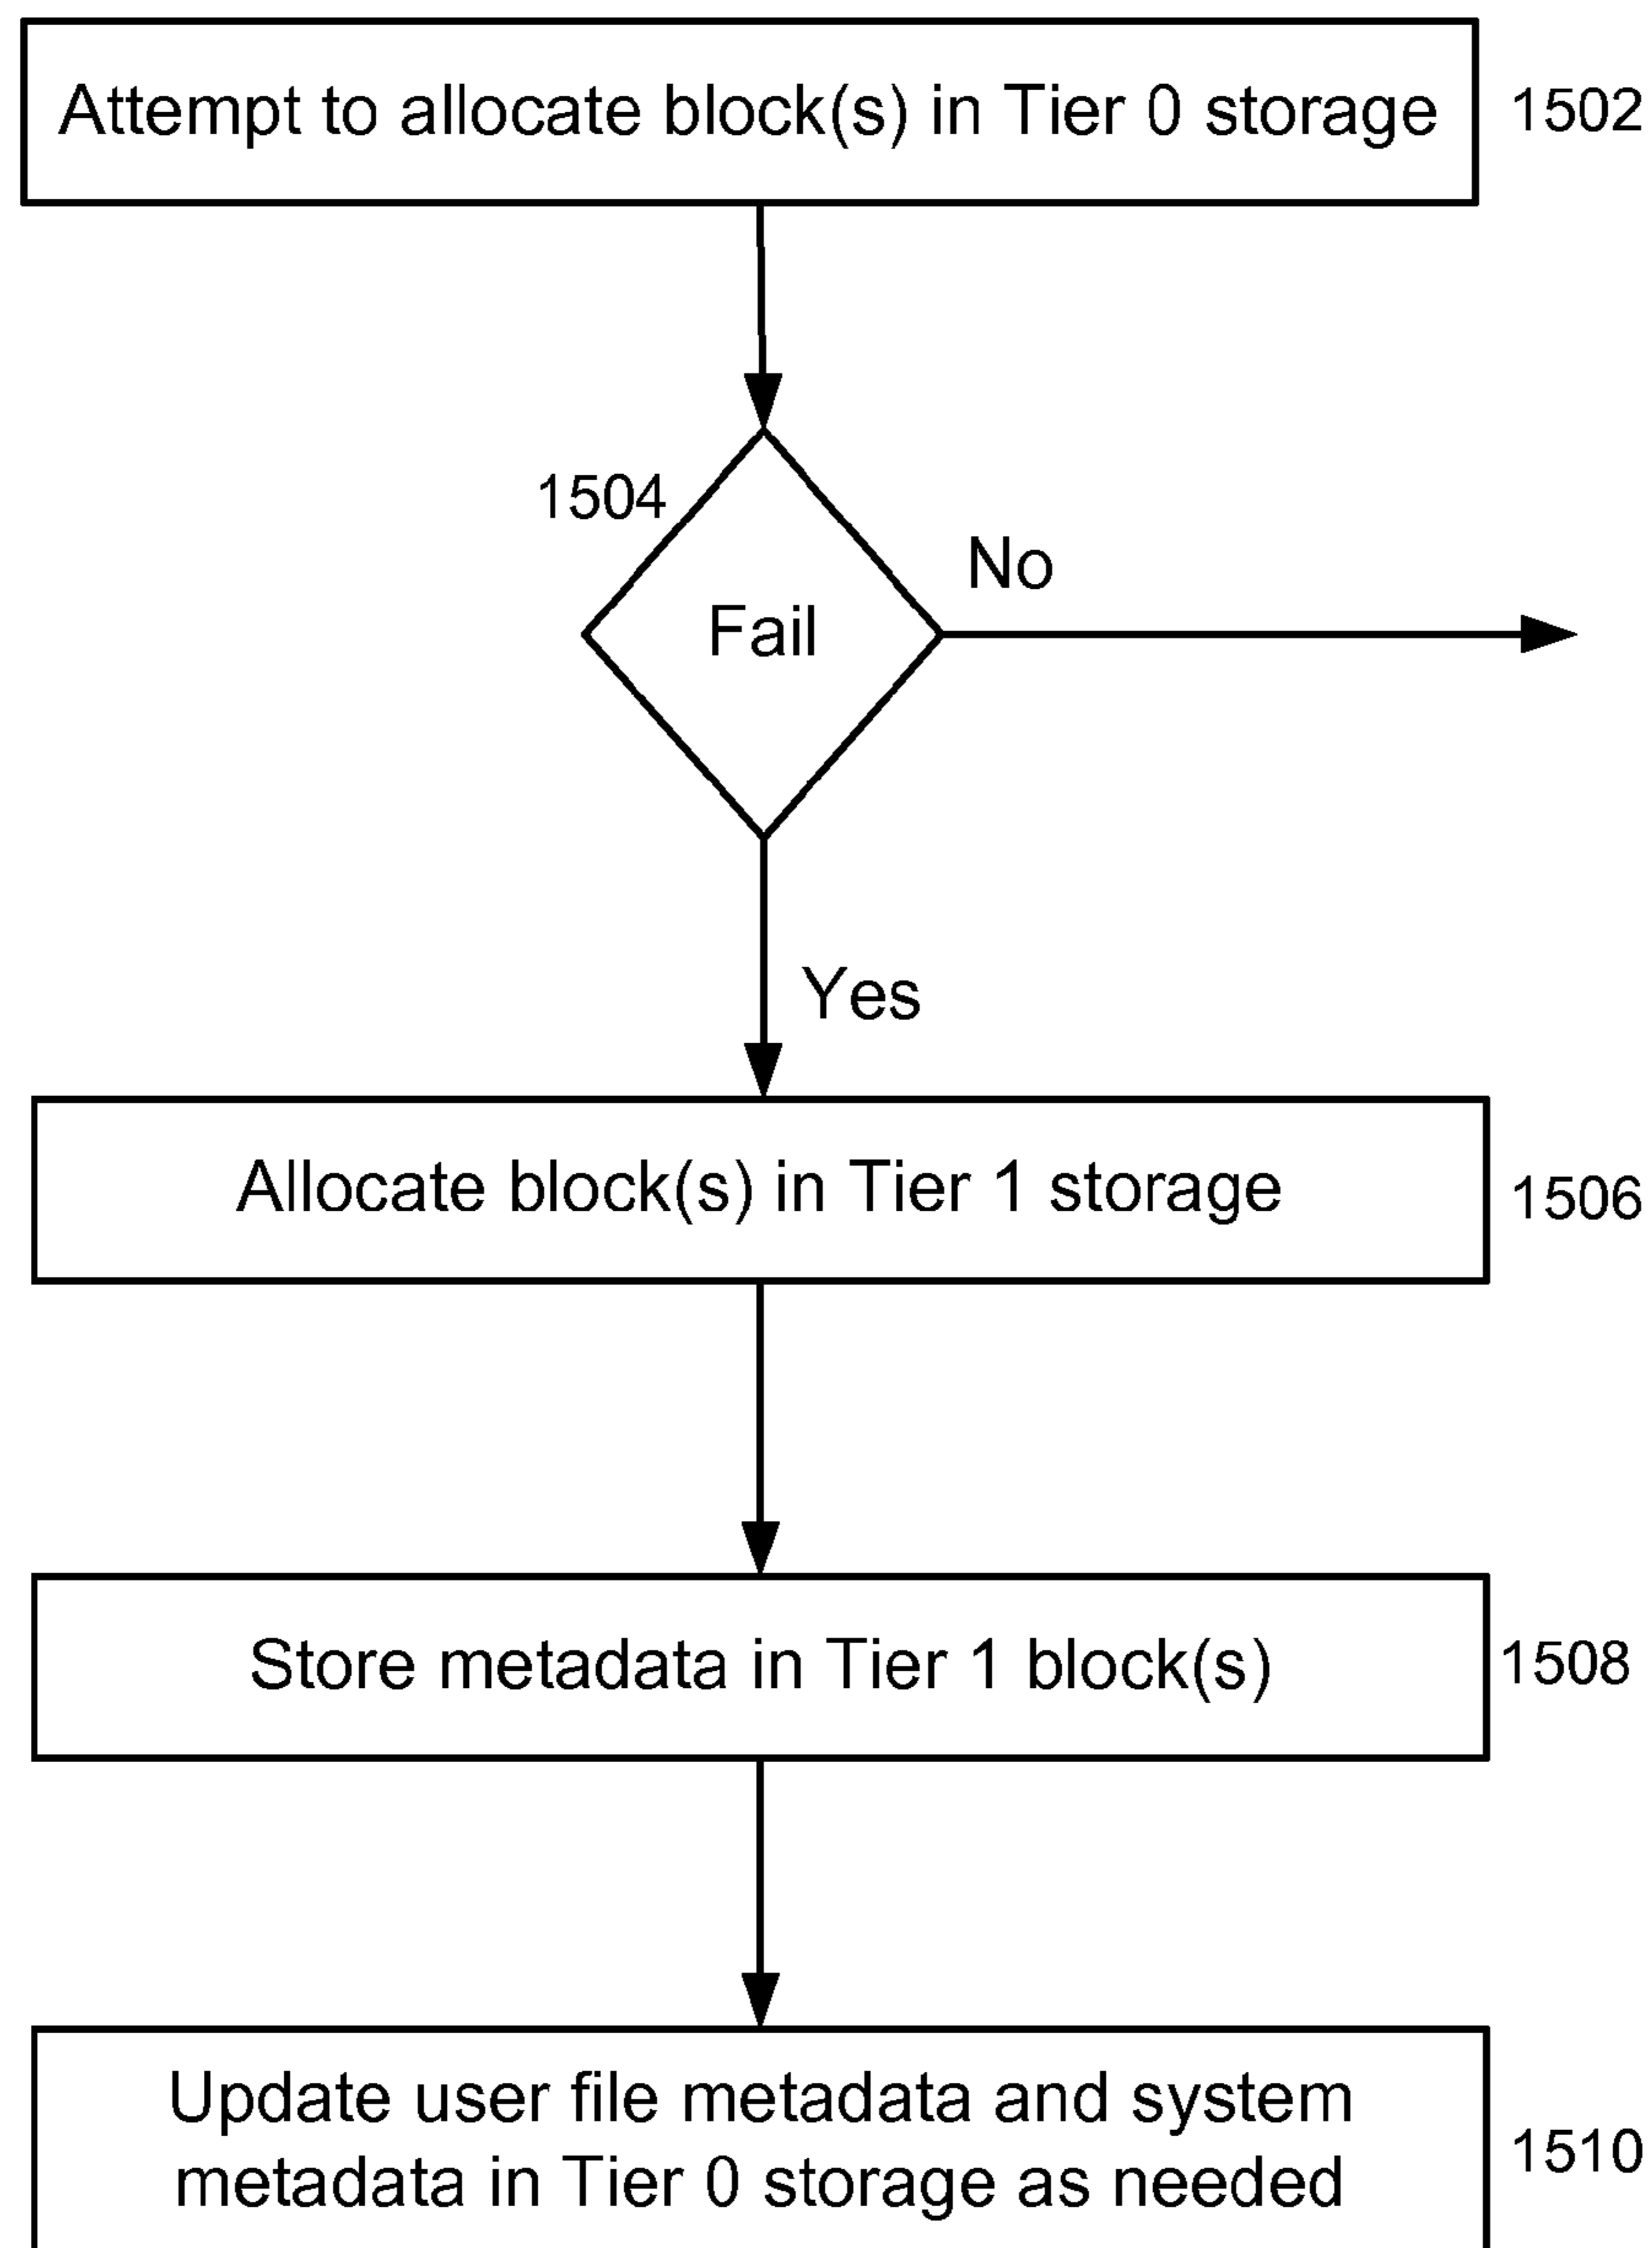 Attempt to allocate block(s) in Tier 0 storage 1502
1504
No
Fail
Yes
Allocate block(s) in Tier 1 storage 1506
Store metadata in Tier 1 block(s) 1508
Update user file metadata and system
metadata in Tier 0 storage as needed 1510